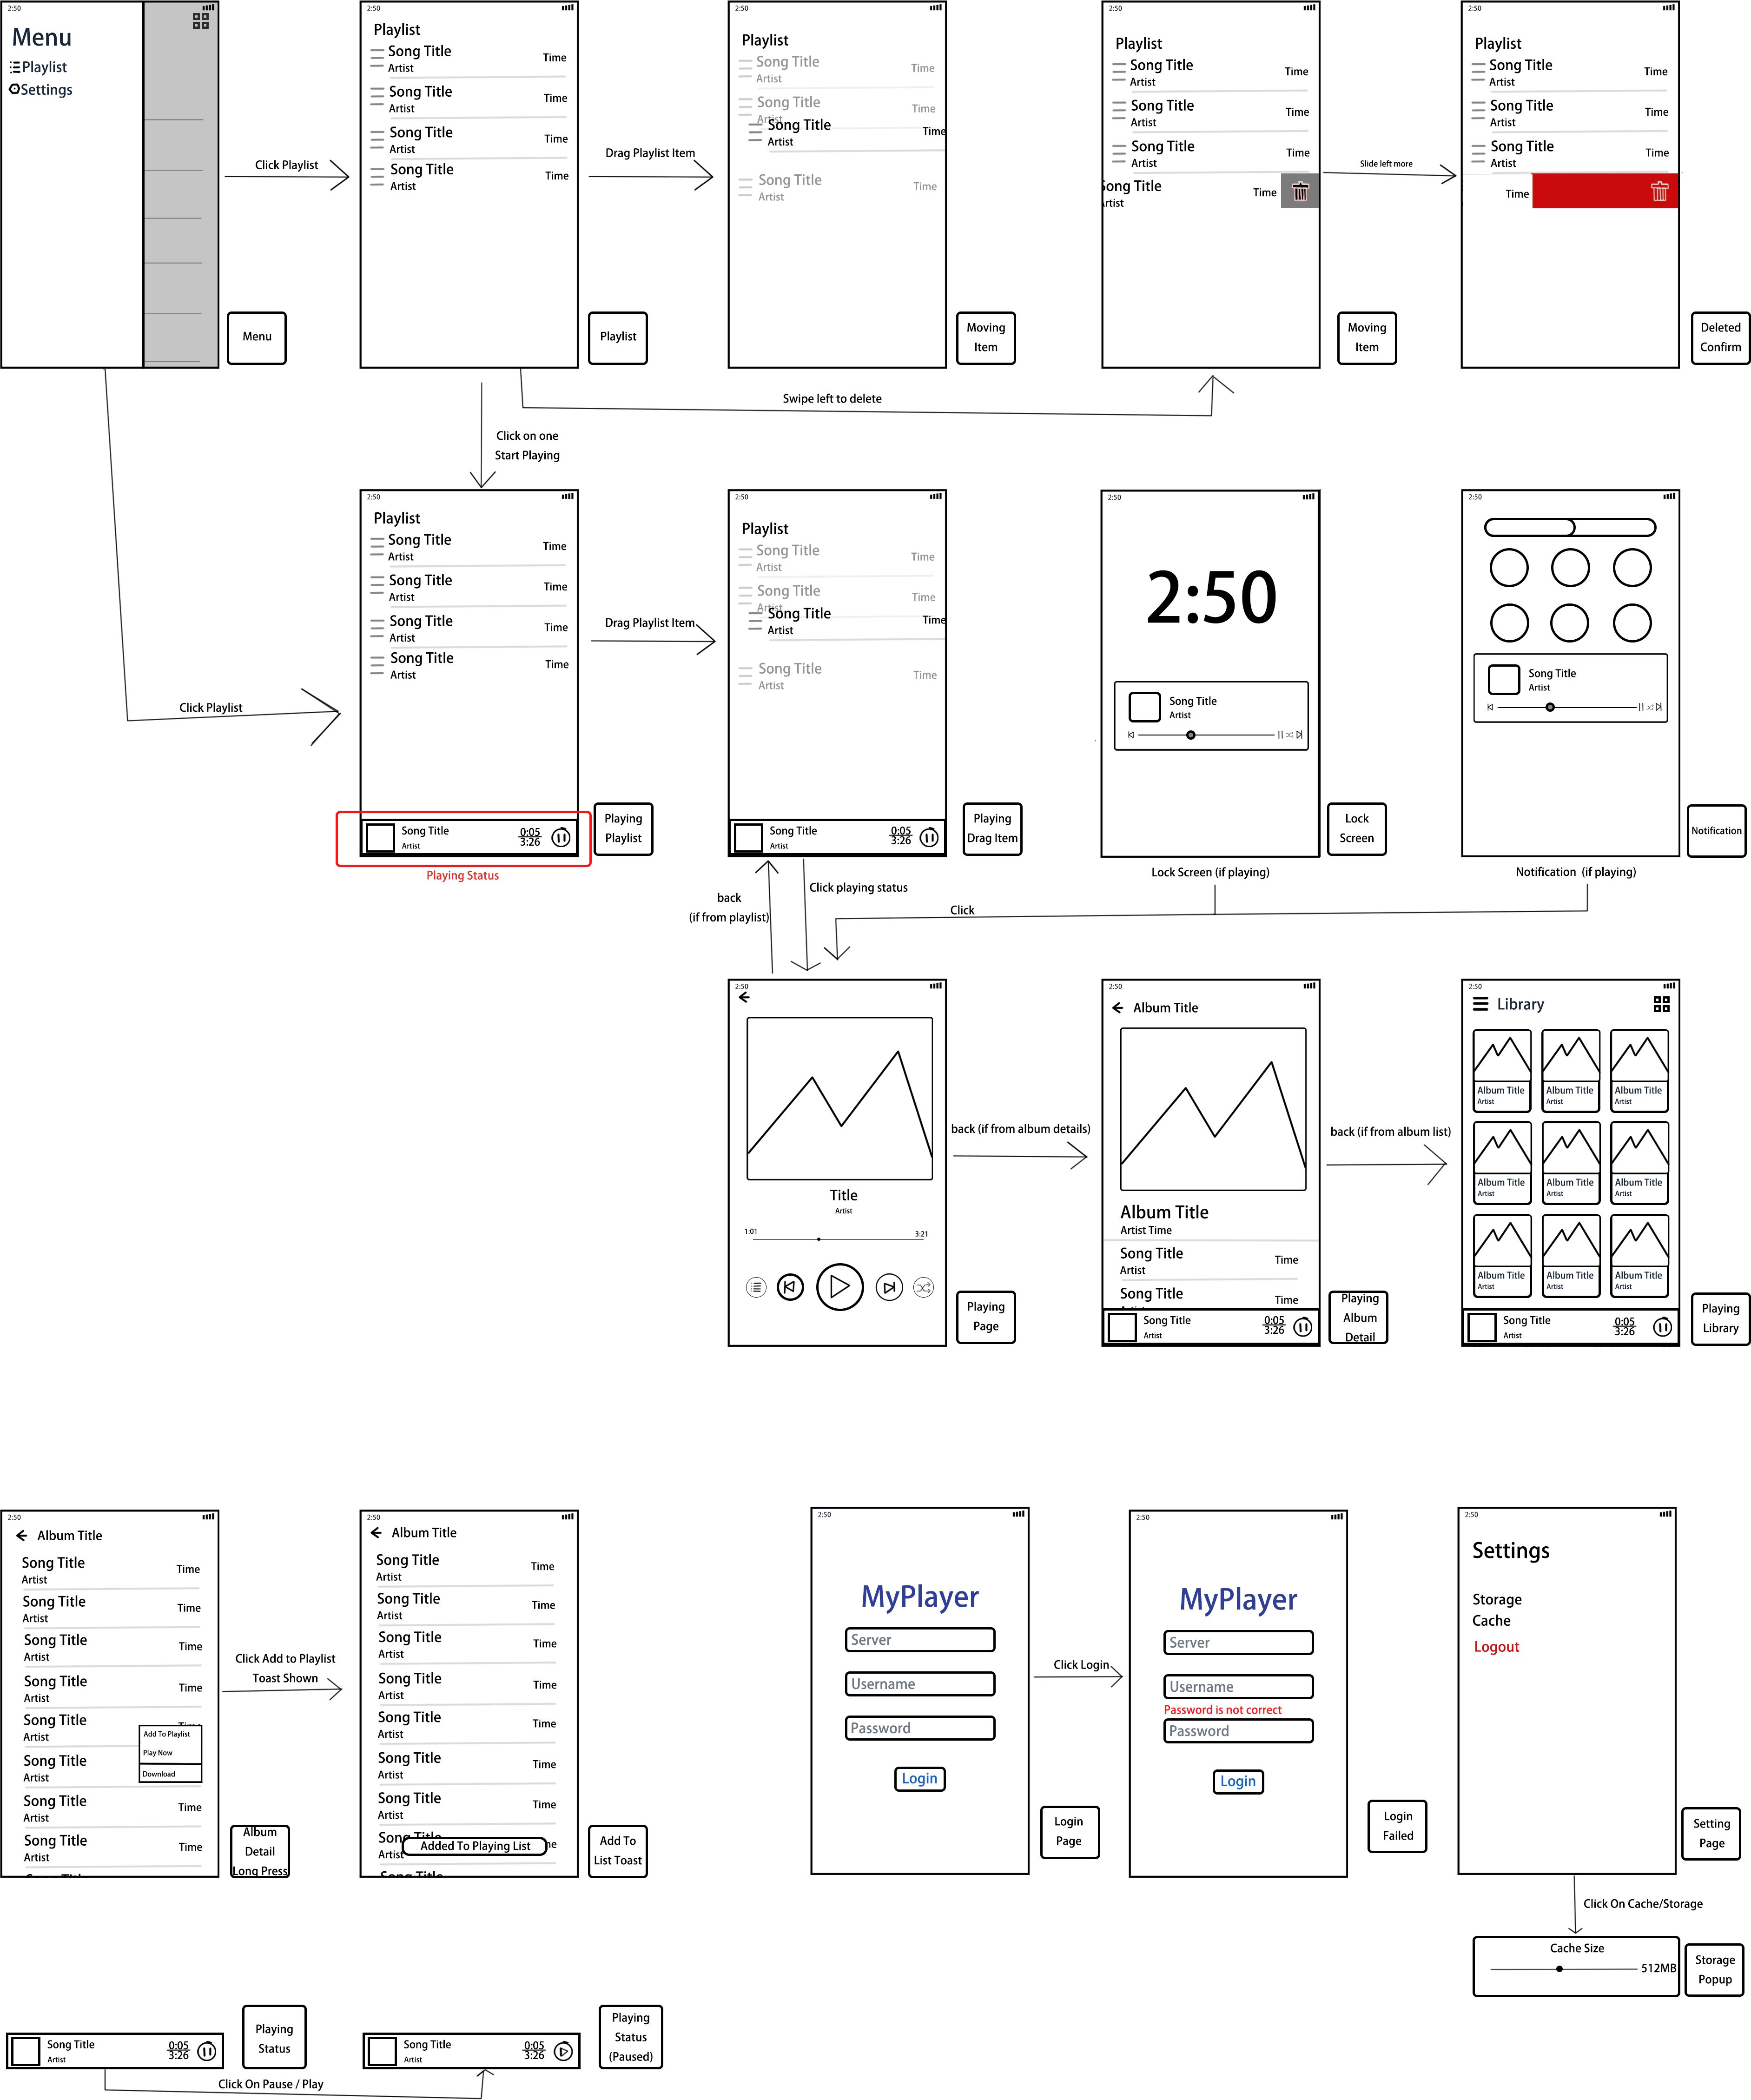 2:50
Menu
Playlist
Settings
Menu
Click Playlist
2:50
Playlist
Song Title
Artist
Time
Song Title
Artist
Time
Song Title
Artist
Time
Song Title
Artist
Time
Playlist
Drag Playlist Item
2:50
Playlist
Song Title
Artist
Time
Song Title
Artist
Time
Song Title
Artist
Time
Song Title
Artist
Time
Moving
Item
2:50
Playlist
Song Title
Artist
Time
Song Title
Artist
Time
Song Title
Artist
Time
Song Title
Artist
Time
Moving
Item
Slide left more
2:50
Playlist
Song Title
Artist
Time
Song Title
Artist
Time
Song Title
Artist
Time
Time
Deleted
Confirm
Swipe left to delete
Click on one
Start Playing
Click Playlist
2:50
Playlist
Song Title
Artist
Time
Song Title
Artist
Time
Song Title
Artist
Time
Song Title
Artist
Time
Song Title
Artist
0:05
3:26
Playing Status
Playing
Playlist
Drag Playlist Item
2:50
Playlist
Song Title
Artist
Time
Song Title
Artist
Time
Song Title
Artist
Time
Song Title
Artist
Time
Song Title
Artist
0:05
3:26
Playing
Drag Item
2:50
2:50
Song Title
Artist
Lock
Screen
Lock Screen (if playing)
2:50
Song Title
Artist
Notification
Notification (if playing)
back
(if from playlist)
Click playing status
Click
2:50
Title
Artist
1:01
3:21
Playing
Page
back (if from album details)
2:50
Album Title
Album Title
Artist Time
Song Title
Artist
Time
Song Title
Time
Song Title
Artist
0:05
3:26
Playing
Album
Detail
back (if from album list)
2:50
Library
Album Title
Artist
Album Title
Artist
Album Title
Artist
Album Title
Artist
Album Title
Artist
Album Title
Artist
Album Title
Artist
Album Title
Artist
Album Title
Artist
Song Title
Artist
0:05
3:26
Playing
Library
2:50
Album Title
Song Title
Artist
Time
Song Title
Artist
Time
Song Title
Artist
Time
Song Title
Artist
Time
Song Title
Artist
Song Title
Artist
Song Title
Artist
Time
Song Title
Artist
Time
Add To Playlist
Play Now
Download
Album
Detail
Long Press
Click Add to Playlist
Toast Shown
2:50
Album Title
Song Title
Artist
Time
Song Title
Artist
Time
Song Title
Artist
Time
Song Title
Artist
Time
Song Title
Artist
Time
Song Title
Artist
Time
Song Title
Artist
Time
Added To Playing List
Song Title
Add To
List Toast
2:50
MyPlayer
Server
Username
Password
Login
Login
Page
Click Login
2:50
MyPlayer
Server
Username
Password is not correct
Password
Login
Login
Failed
2:50
Settings
Storage
Cache
Logout
Setting
Page
Click On Cache/Storage
Cache Size
512MB
Storage
Popup
Song Title
Artist
0:05
3:26
Playing
Status
Click On Pause / Play
Song Title
Artist
0:05
3:26
Playing
Status
(Paused)